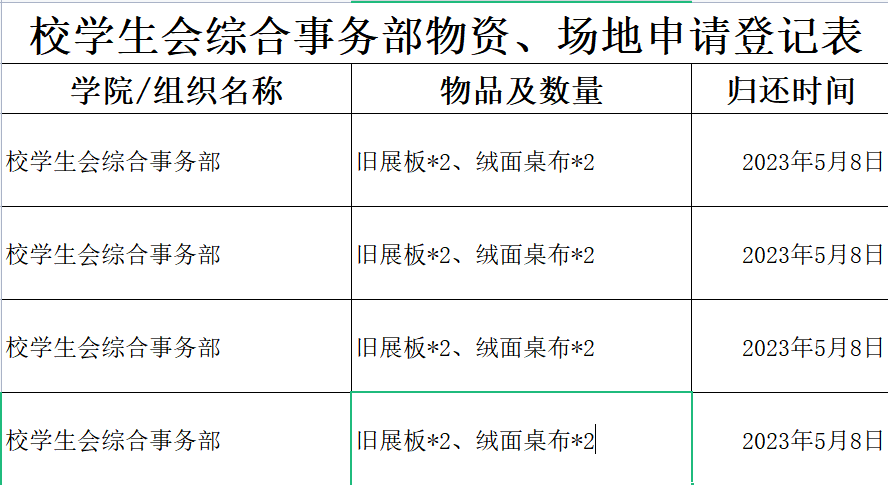 校学生会综合事务部物资、场地申请登记表
学院/组织名称 物品及数量 归还时间
校学生会综合事务部 旧展板*2、绒面桌布*2 2023年5月8日
校学生会综合事务部 旧展板*2、绒面桌布*2 2023年5月8日
校学生会综合事务部 旧展板*2、绒面桌布*2 2023年5月8日
校学生会综合事务部 旧展板*2、绒面桌布*2 2023年5月8日